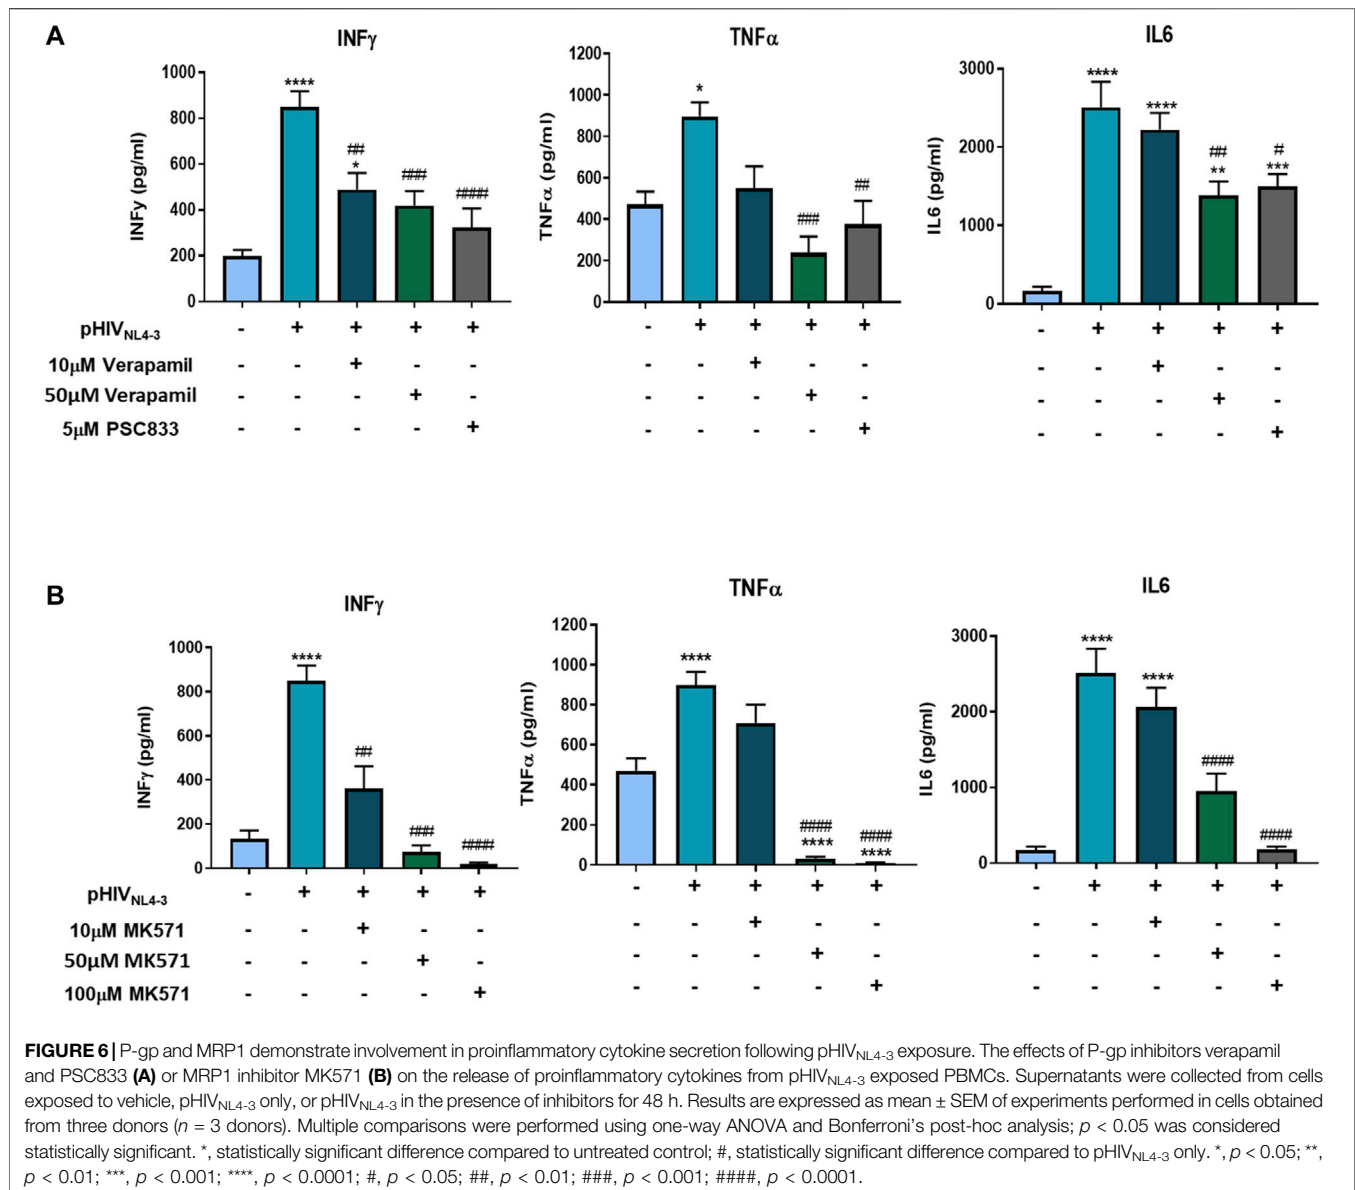 A
INFγ
TNFα
IL6
INFγ (pg/ml)
1000
800
600
400
200
0
****
##
*
###
####
TNFα (pg/ml)
1200
1000
800
600
400
200
0
*
###
##
IL6 (pg/ml)
3000
2000
1000
0
****
****
##
**
#
***
pHIVNL4-3 - + + + + - + + + + - + + + +
10μM Verapamil - - + - - - - + - - - - + - -
50μM Verapamil - - - + - - - - + - - - - + -
5μM PSC833 - - - - + - - - - + - - - - +
B
INFγ
TNFα
IL6
INFγ (pg/ml)
1000
800
600
400
200
0
****
##
###
####
TNFα (pg/ml)
1200
1000
800
600
400
200
0
****
####
****
####
****
IL6 (pg/ml)
3000
2000
1000
0
****
****
####
####
pHIVNL4-3 - + + + + - + + + + - + + + +
10μM MK571 - - + - - - - + - - - - + - -
50μM MK571 - - - + - - - - + - - - - + -
100μM MK571 - - - - + - - - - + - - - - +
FIGURE 6 | P-gp and MRP1 demonstrate involvement in proinflammatory cytokine secretion following pHIVNL4-3 exposure. The effects of P-gp inhibitors verapamil
and PSC833 (A) or MRP1 inhibitor MK571 (B) on the release of proinflammatory cytokines from pHIVNL4-3 exposed PBMCs. Supernatants were collected from cells
exposed to vehicle, pHIVNL4-3 only, or pHIVNL4-3 in the presence of inhibitors for 48 h. Results are expressed as mean ± SEM of experiments performed in cells obtained
from three donors (n = 3 donors). Multiple comparisons were performed using one-way ANOVA and Bonferroni's post-hoc analysis; p < 0.05 was considered
statistically significant. *, statistically significant difference compared to untreated control; #, statistically significant difference compared to pHIVNL4-3 only. *, p < 0.05; **,
p < 0.01; ***, p < 0.001; ****, p < 0.0001; #, p < 0.05; ##, p < 0.01; ###, p < 0.001; ####, p < 0.0001.